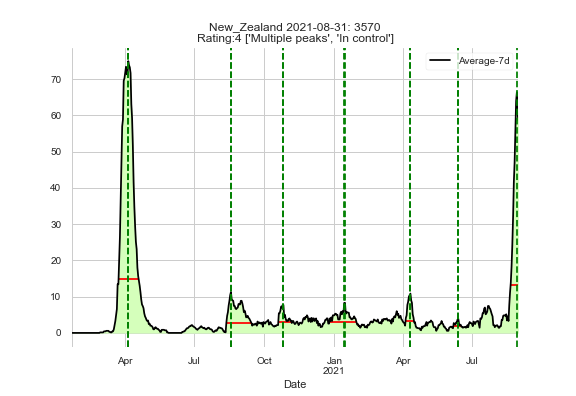 New_Zealand 2021-08-31: 3570
Rating:4 ['Multiple peaks', 'In control']
Average-7d
70
60
50
40
30
20
10
0
Apr
Jul
Oct
Jan
2021
Apr
Jul
Date